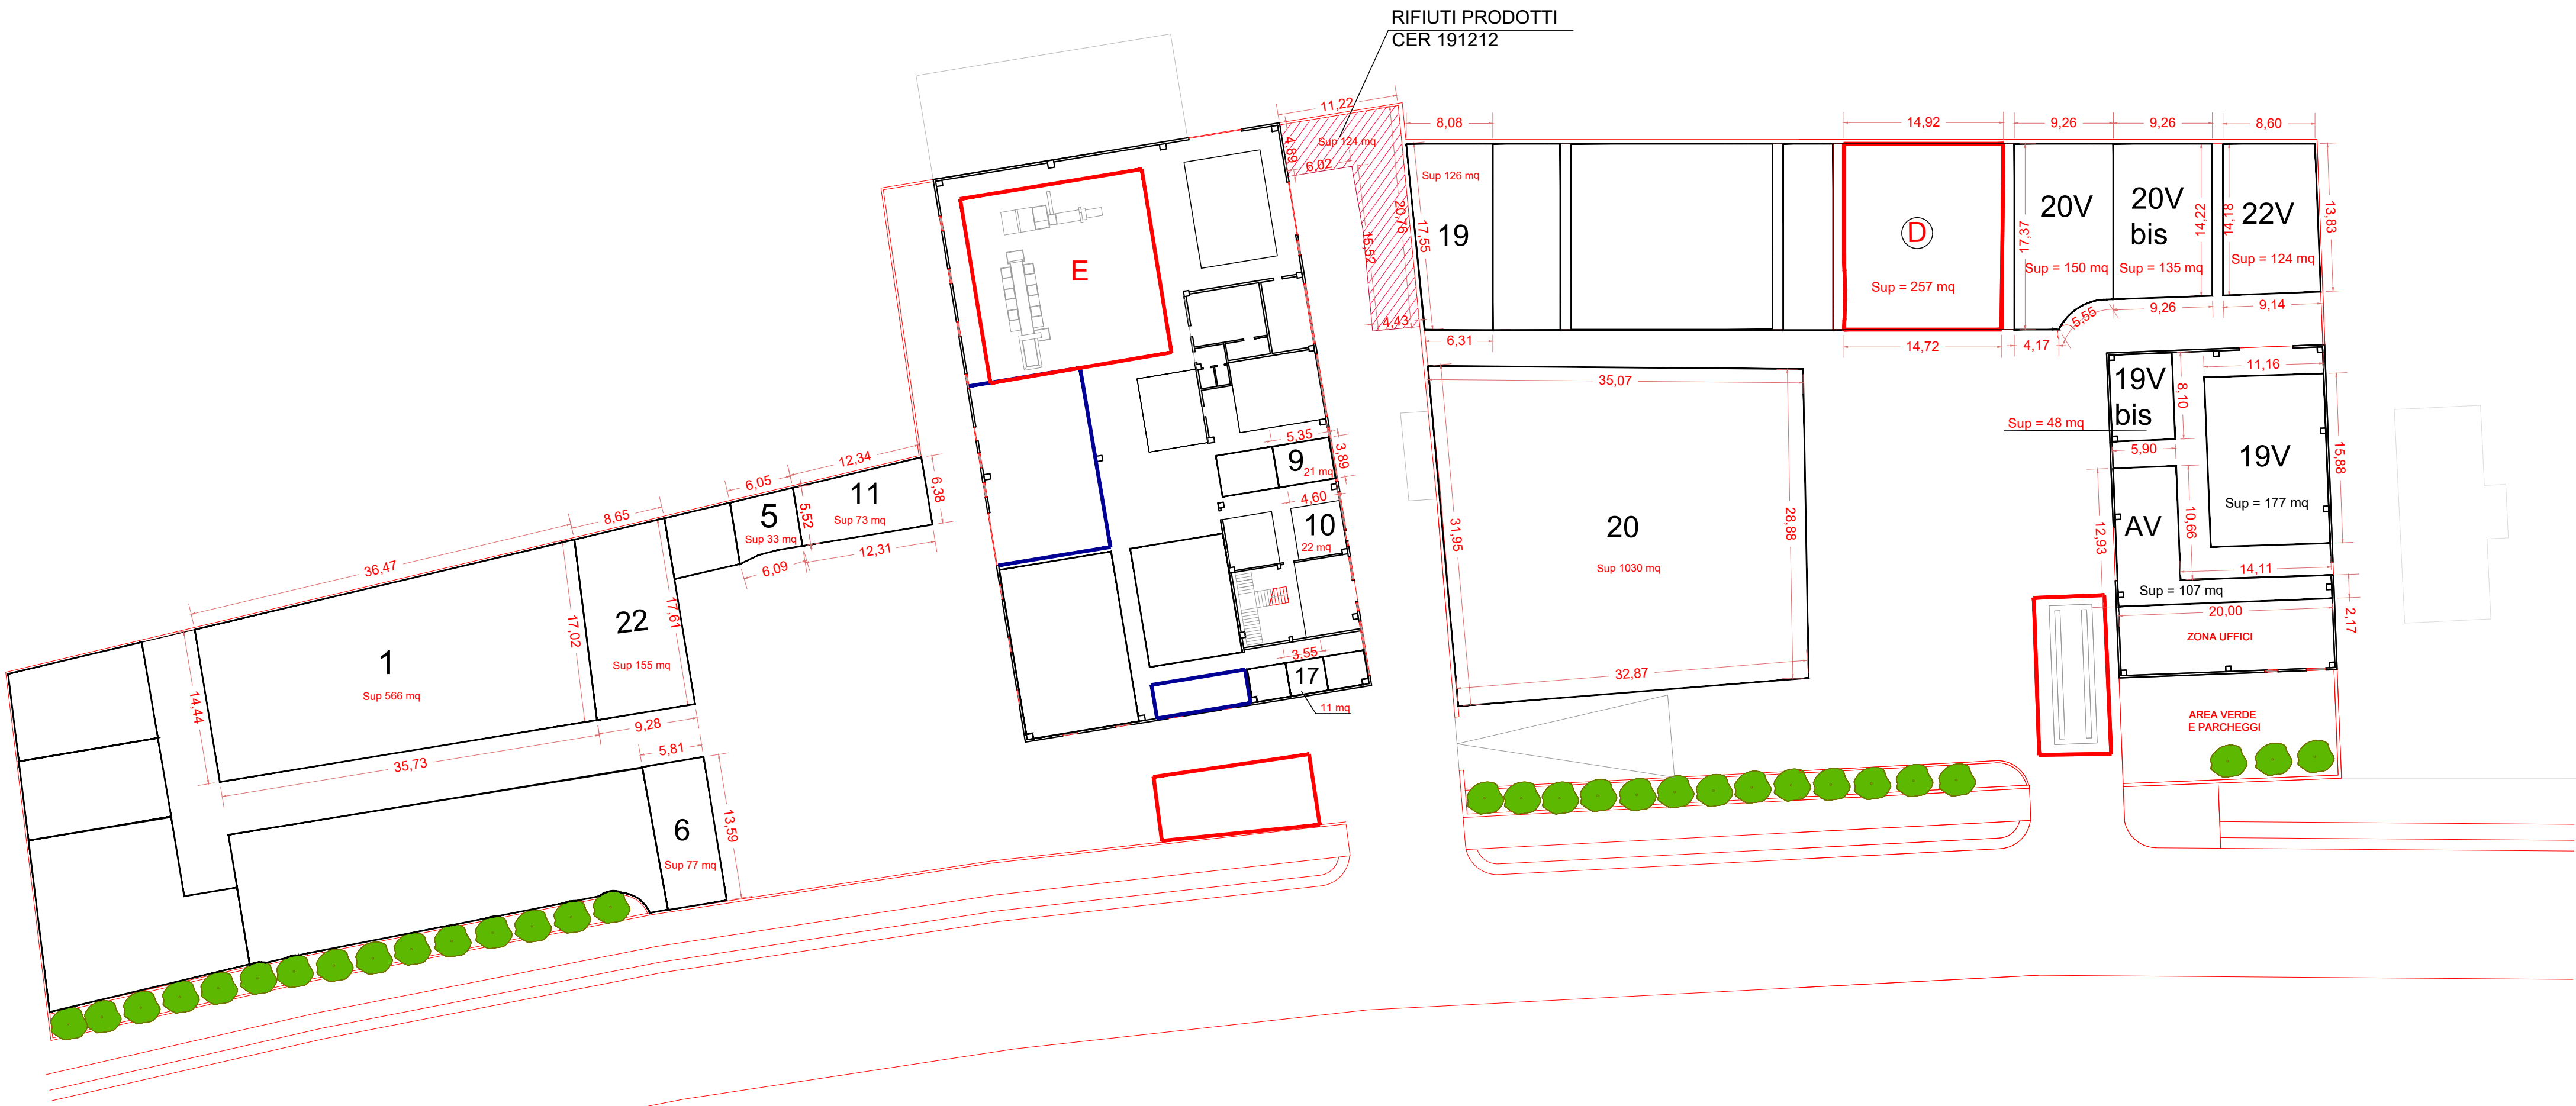 RIFIUTI PRODOTTI
CER 191212
11,22
Sup 124 mq
4,89
6,02
20,76
15,52
4,43
8,08
Sup 126 mq
17,55
19
6,31
14,92
D
Sup = 257 mq
14,72
9,26
20V
17,37
Sup = 150 mq
4,17
5,55
9,26
20V
bis
14,22
Sup = 135 mq
9,26
8,60
22V
14,18
13,83
Sup = 124 mq
9,14
E
36,47
1
Sup 566 mq
14,44
17,02
35,73
8,65
22
Sup 155 mq
17,61
9,28
6,05
5
Sup 33 mq
5,52
6,09
12,34
11
Sup 73 mq
6,38
12,31
5,81
6
Sup 77 mq
13,59
5,35
9
21 mq
3,89
4,60
10
22 mq
3,55
17
11 mq
35,07
31,95
20
28,88
Sup 1030 mq
32,87
19V
bis
8,10
Sup = 48 mq
5,90
11,16
19V
15,88
Sup = 177 mq
12,93
AV
10,66
14,11
Sup = 107 mq
20,00
2,17
ZONA UFFICI
AREA VERDE
E PARCHEGGI